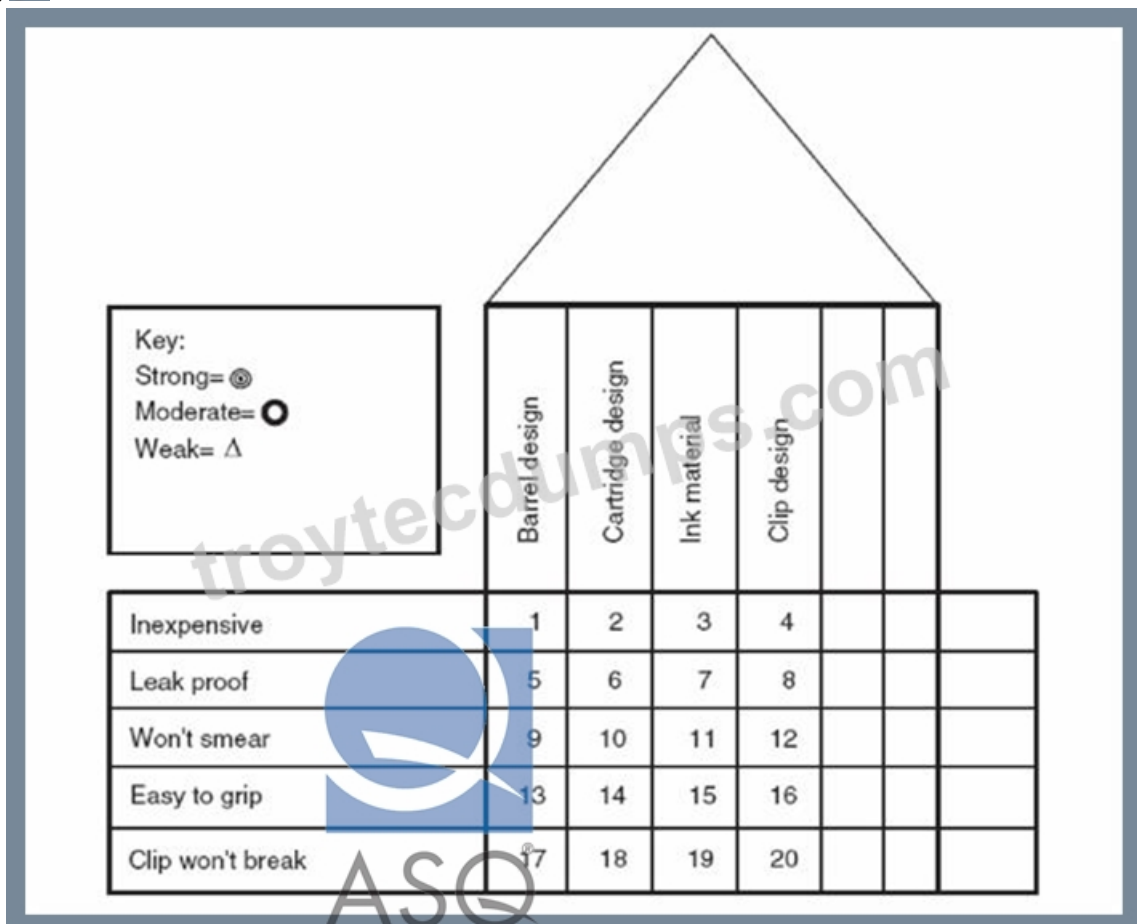 Key:
Strong= ◎
Moderate= O
Weak= Δ
Barrel design
Cartridge design
Ink material
Clip design
Inexpensive 1 2 3 4
Leak proof 5 6 7 8
Won't smear 9 10 11 12
Easy to grip 13 14 15 16
Clip won't break 17 18 19 20
troytecdumps.com
ASQ®